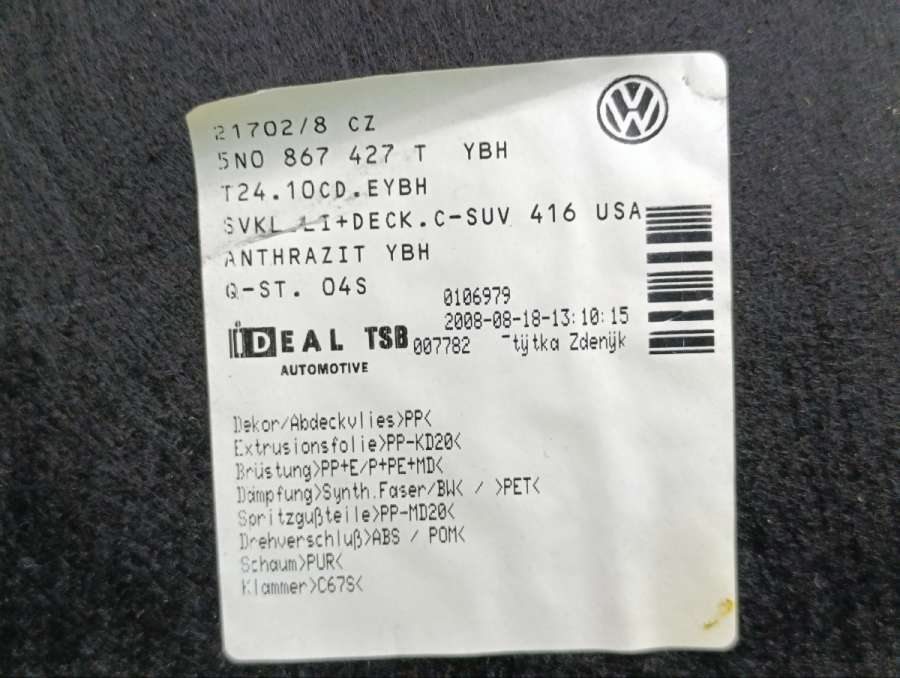 21702/8 CZ
5N0 867 427 T YBH
T24.10CD.EYBH
SVKL LI+DECK.C-SUV 416 USA
ANTHRAZIT YBH
Q-ST. 04S
0106979
2008-08-18-13:10:15
007782 ¯týtka Zdenýk
IDEAL TSB
AUTOMOTIVE
Dekor/Abdeckvlies>PP<
Extrusionsfolie>PP-KD20<
Brüstung>PP+E/P+PE+MD<
Dämpfung>Synth.Faser/BW< / >PET<
Spritzgußteile>PP-MD20<
Drehverschluß>ABS / POM<
Schaum>PUR<
Klammer>C67S<